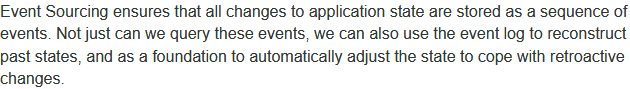 Event Sourcing ensures that all changes to application state are stored as a sequence of
events. Not just can we query these events, we can also use the event log to reconstruct
past states, and as a foundation to automatically adjust the state to cope with retroactive
changes.